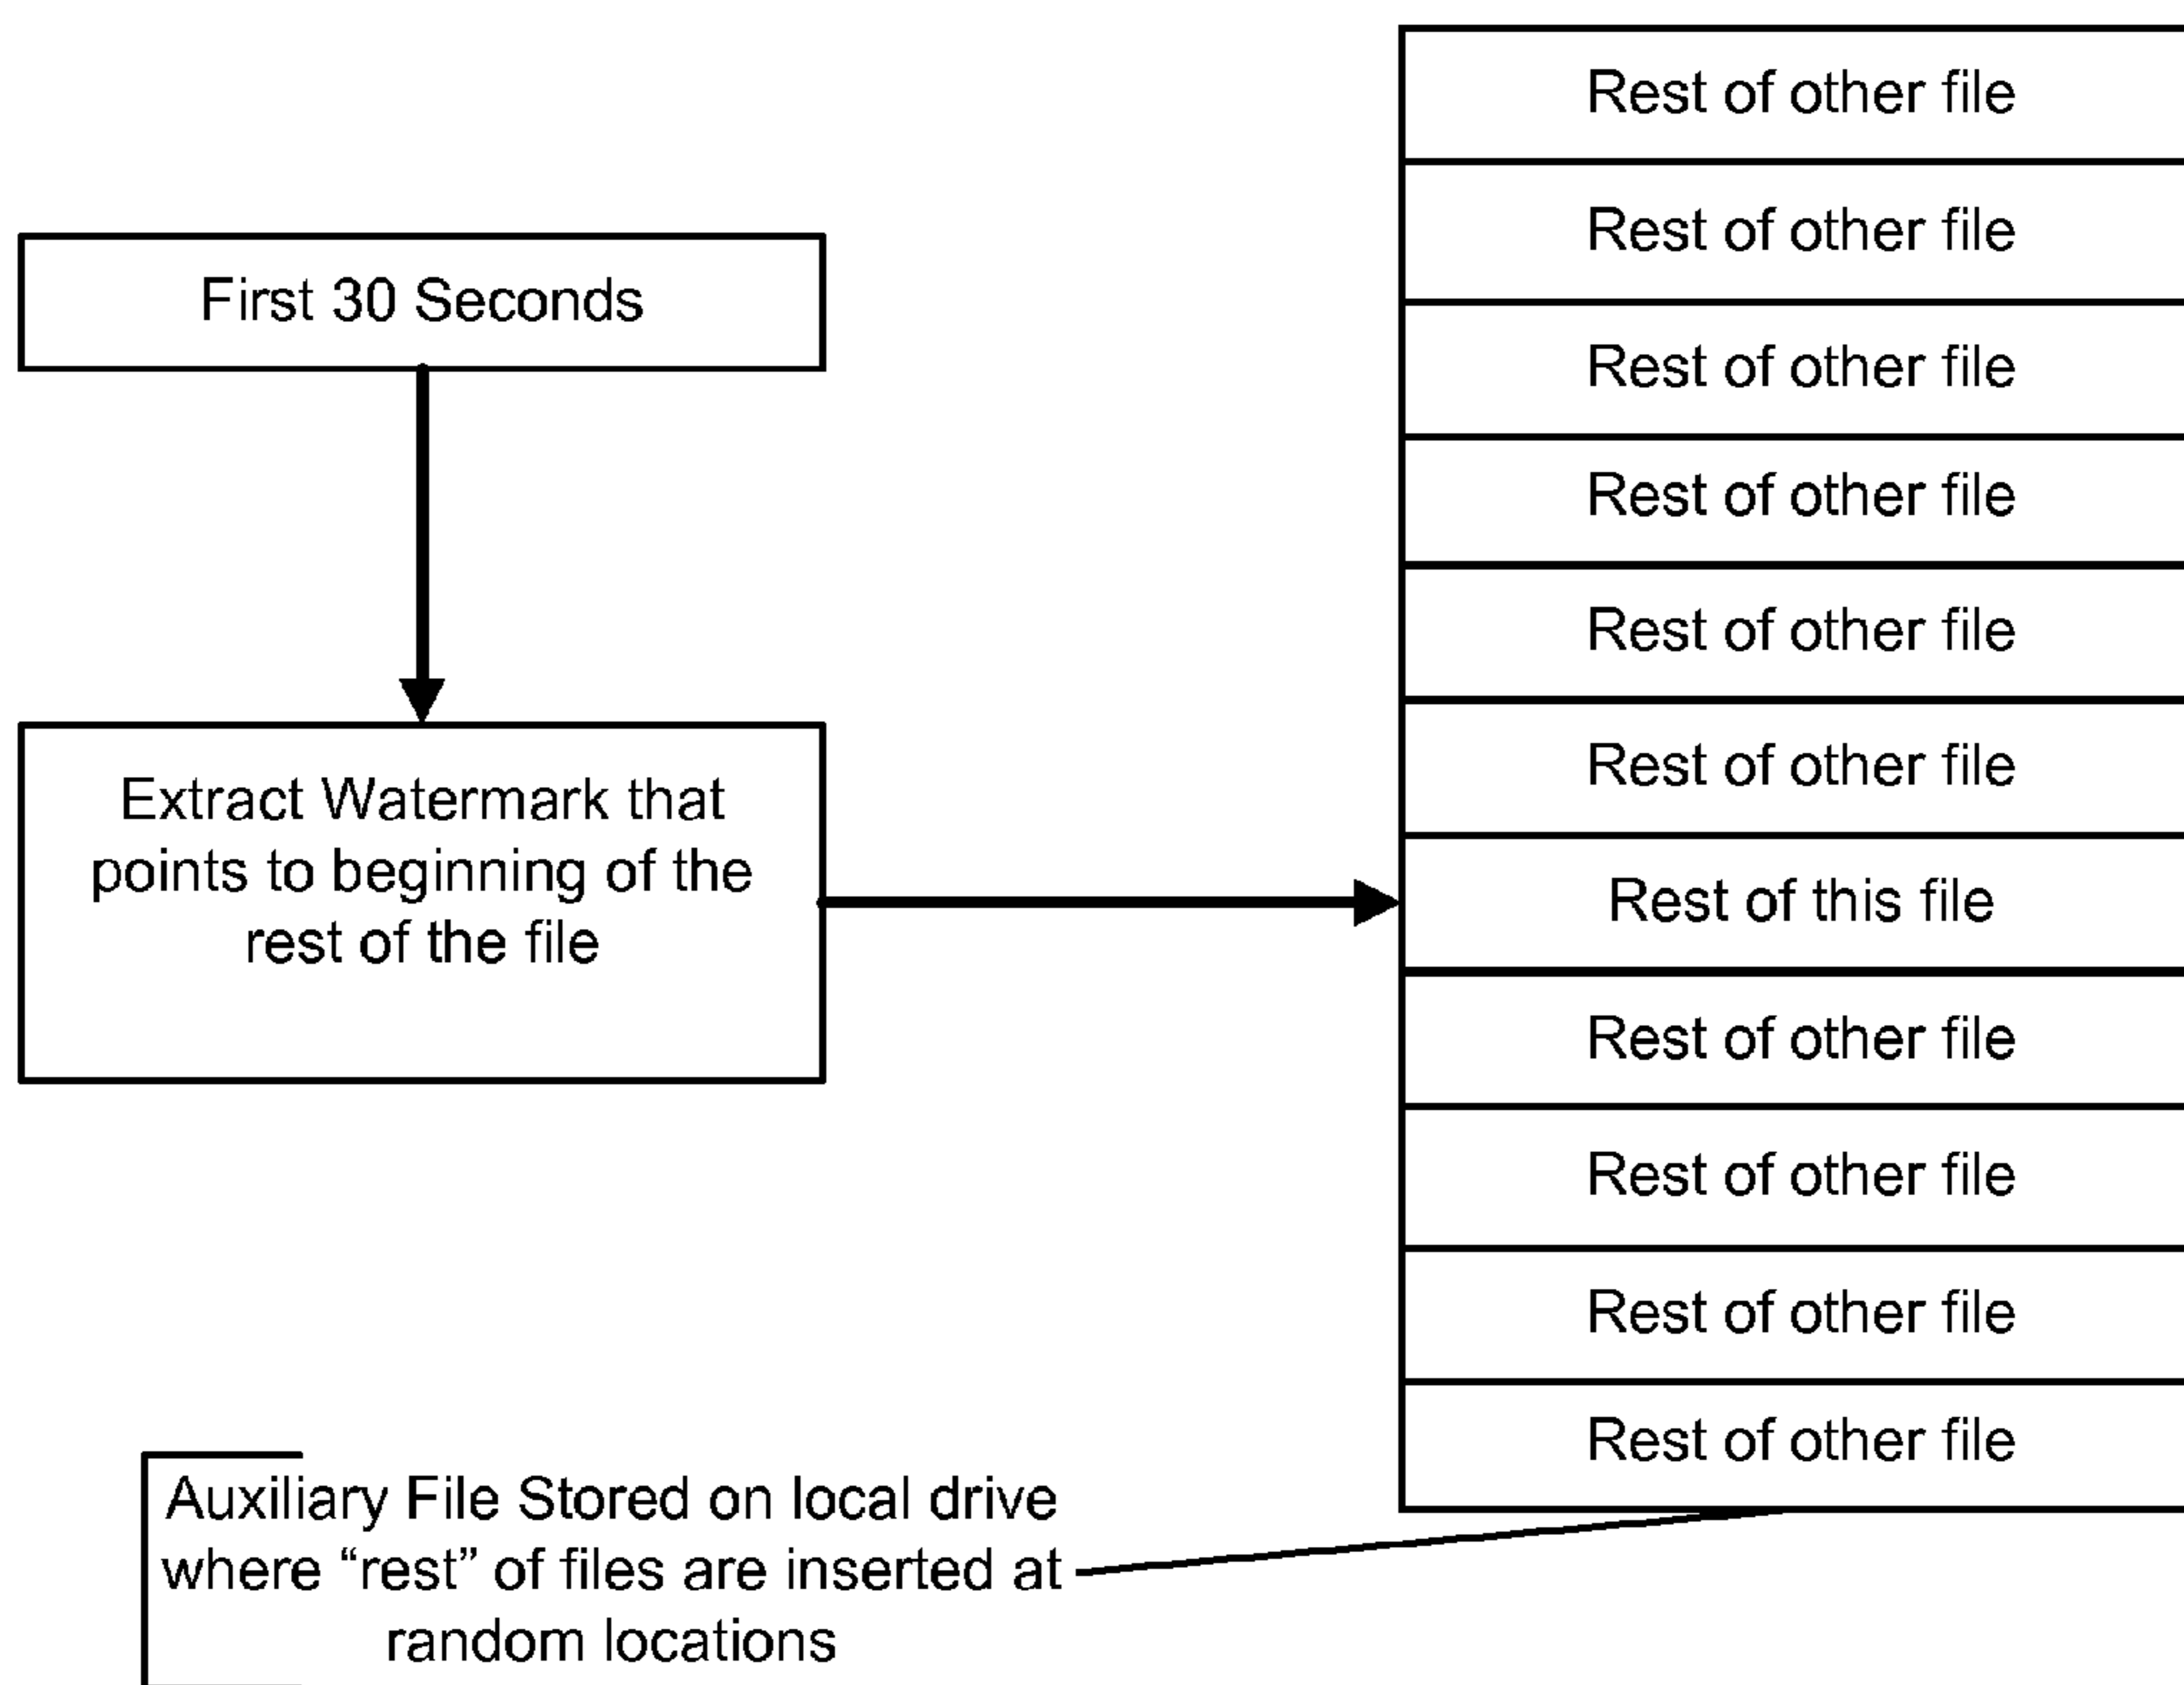 First 30 Seconds
Extract Watermark that
points to beginning of the
rest of the file
Rest of other file
Rest of other file
Rest of other file
Rest of other file
Rest of other file
Rest of other file
Rest of this file
Rest of other file
Rest of other file
Rest of other file
Rest of other file
Auxiliary File Stored on local drive
where “rest” of files are inserted at
random locations